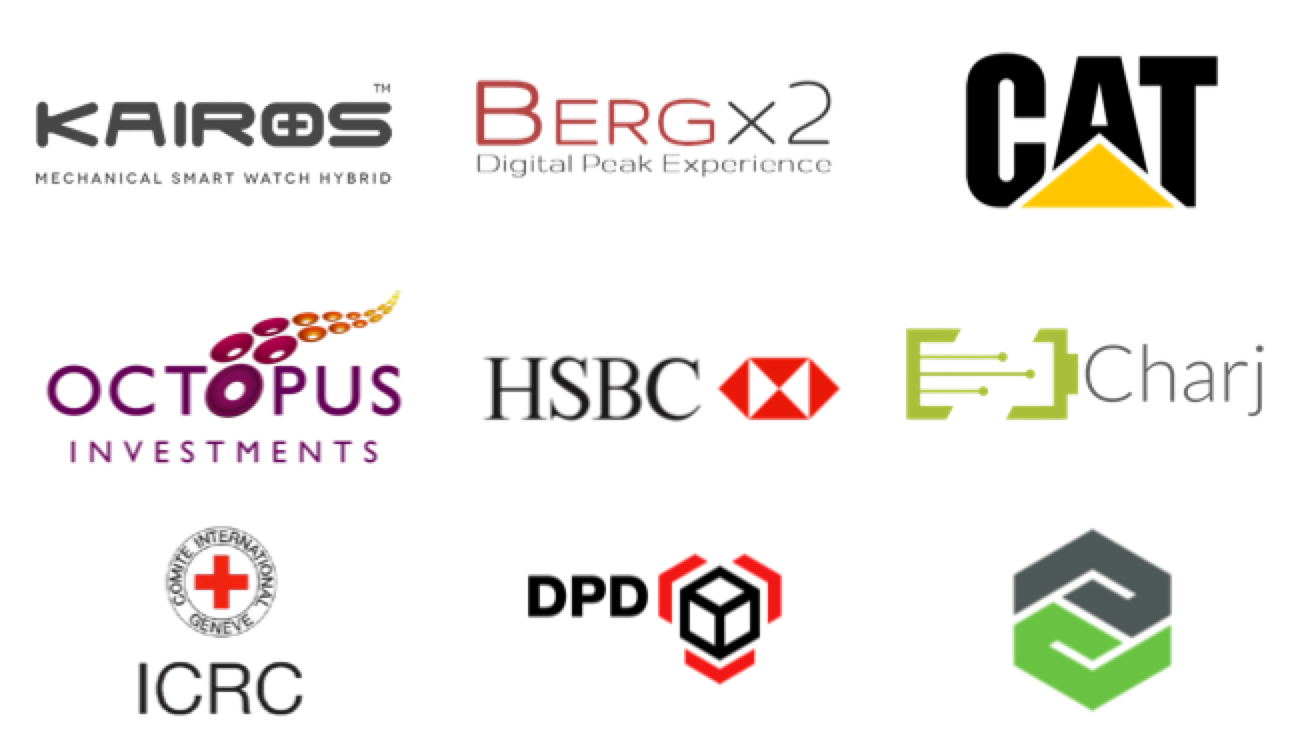 KAIROS™
MECHANICAL SMART WATCH HYBRID
BERGx2
Digital Peak Experience
CAT
OCTOPUS
INVESTMENTS
HSBC
Charj
COMITE INTERNATIONAL GENEVE
ICRC
DPD